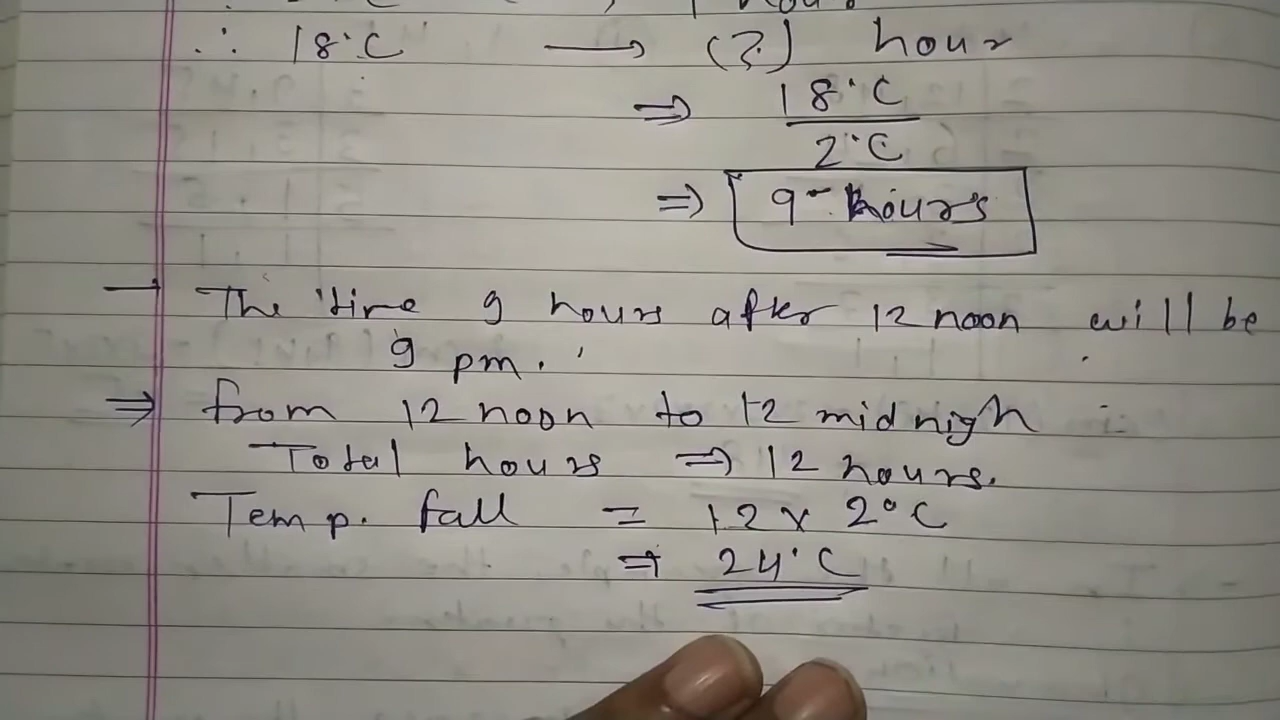 ∴ 18°C ⟶ (?) hour
⇒ 18°C
2°C
⇒ 9 hours
→ The time 9 hours after 12 noon will be
9 pm.
⇒ from 12 noon to 12 midnigh
Total hours ⇒ 12 hours.
Temp. fall = 12 x 2°C
⇒ 24°C